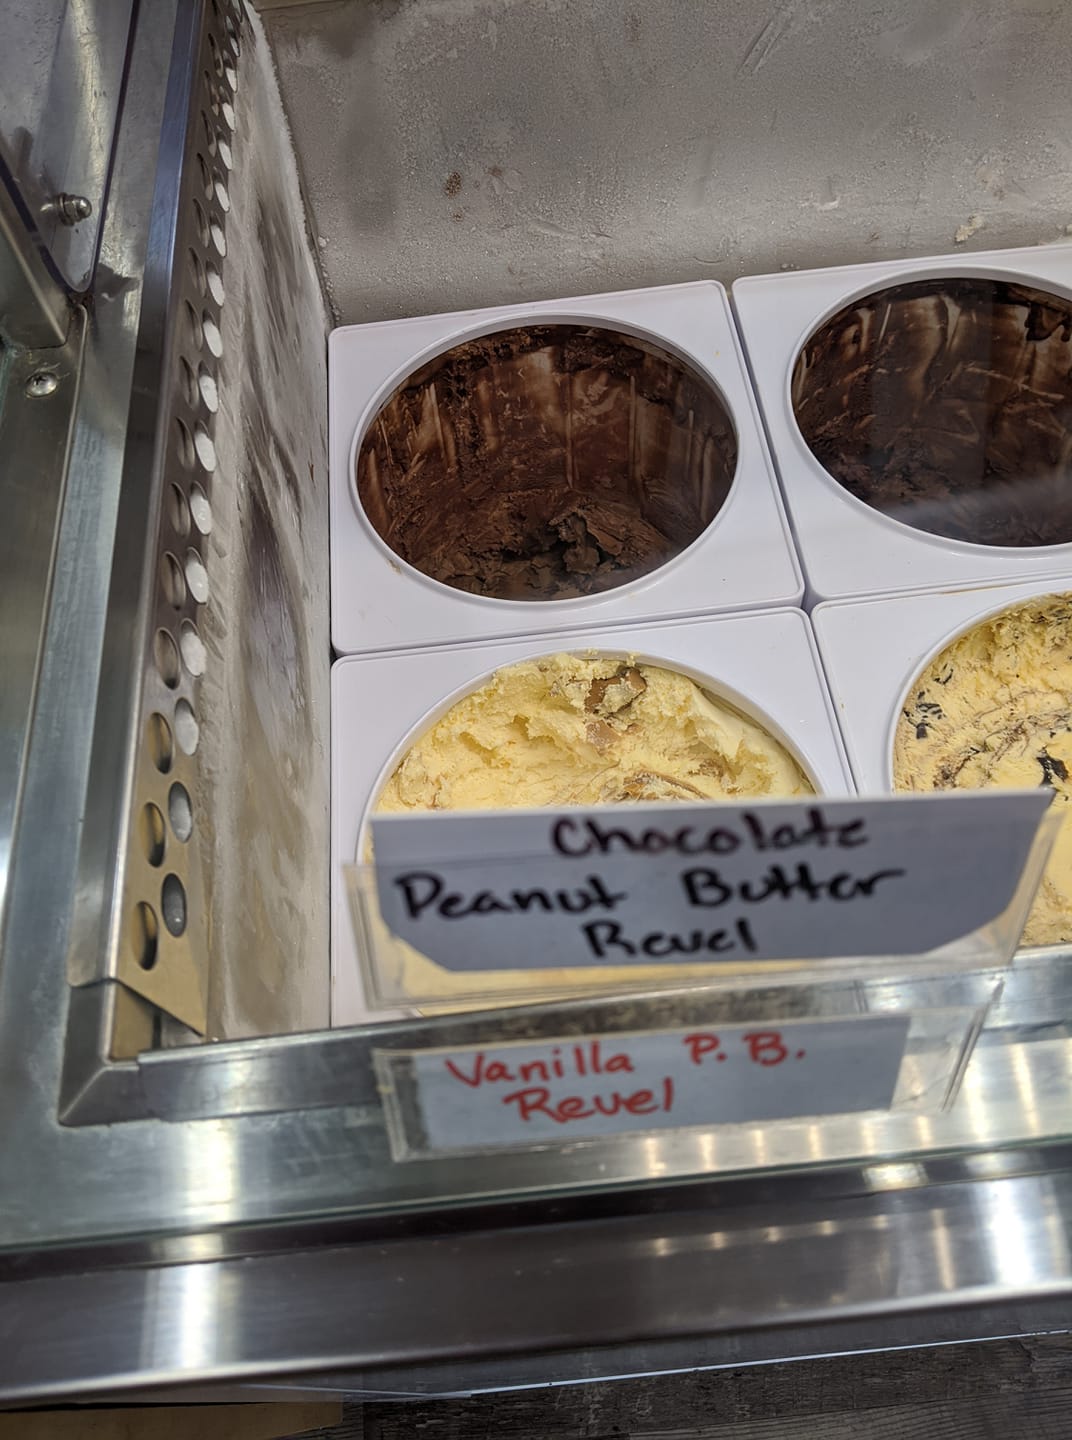 Chocolate
Peanut Butter
Revel
Vanilla P.B.
Revel